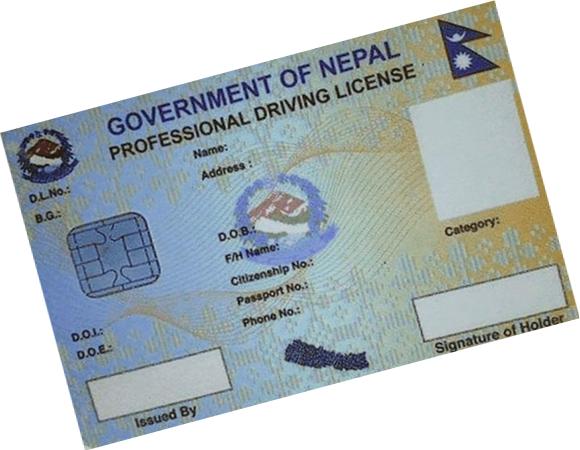 GOVERNMENT OF NEPAL
PROFESSIONAL DRIVING LICENSE
D.L.No.:
B.G.:
Name:
Address :
D.O.B.:
F/H Name:
Citizenship No.:
Passport No.:
Phone No.:
Category:
D.O.I.:
D.O.E.:
Issued By
Signature of Holder